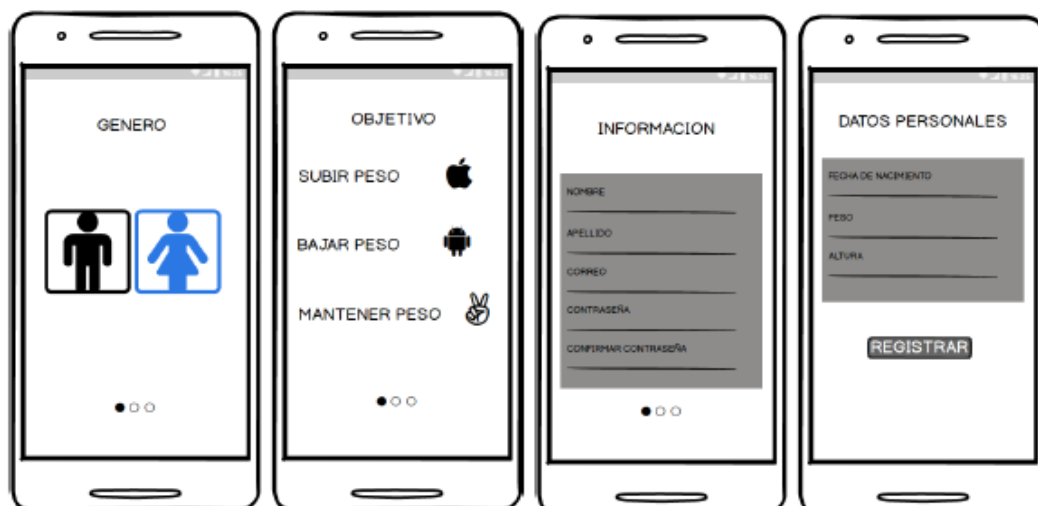 GENERO
OBJETIVO
SUBIR PESO
BAJAR PESO
MANTENER PESO
INFORMACION
NOMBRE
APELLIDO
CORREO
CONTRASEÑA
CONFIRMAR CONTRASEÑA
DATOS PERSONALES
FECHA DE NACIMIENTO
PESO
ALTURA
REGISTRAR